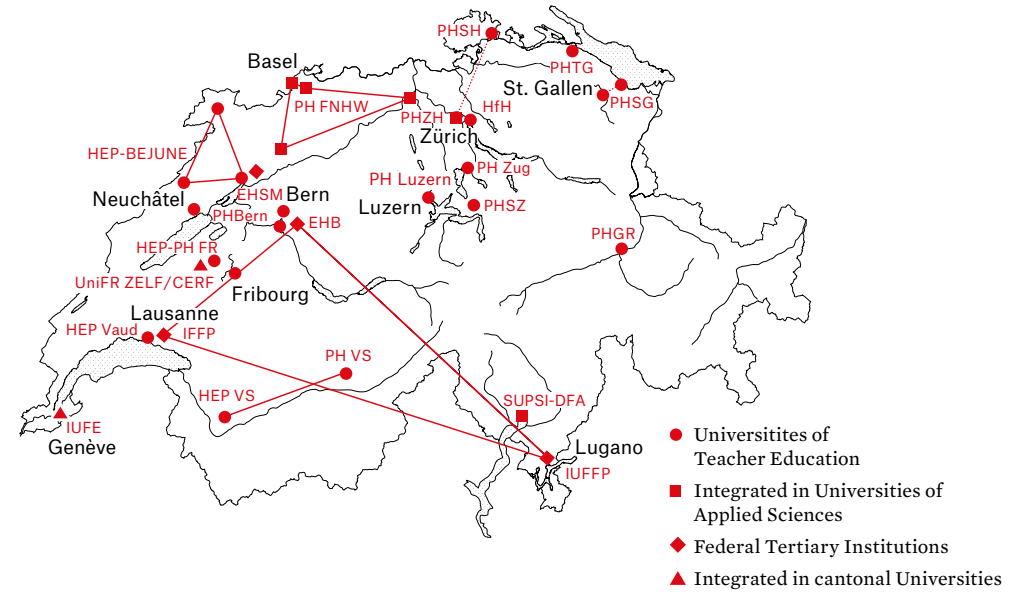 PHSH
PHTG
Basel
St. Gallen
PHSG
PH FNHW
HfH
PHZH
Zürich
HEP-BEJUNE
PH Zug
PH Luzern
EHSM
Bern
Neuchâtel
Luzern
PHSZ
PHBern
EHB
PHGR
HEP-PH FR
UniFR ZELF/CERF
Fribourg
Lausanne
HEP Vaud
IFFP
PH VS
HEP VS
SUPSI-DFA
IUFE
Genève
Lugano
IUFFP
Universitites of
Teacher Education
Integrated in Universities of
Applied Sciences
Federal Tertiary Institutions
Integrated in cantonal Universities